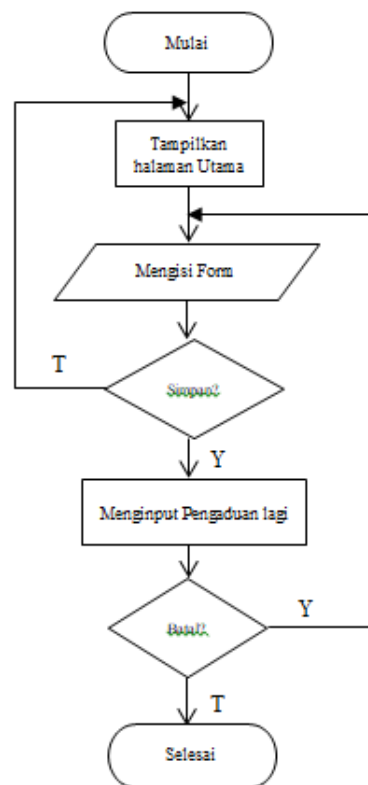 Mulai
Tampilkan
halaman Utama
Mengisi Form
T
Simpan?
Y
Menginput Pengaduan lagi
Batal?
Y
T
Selesai